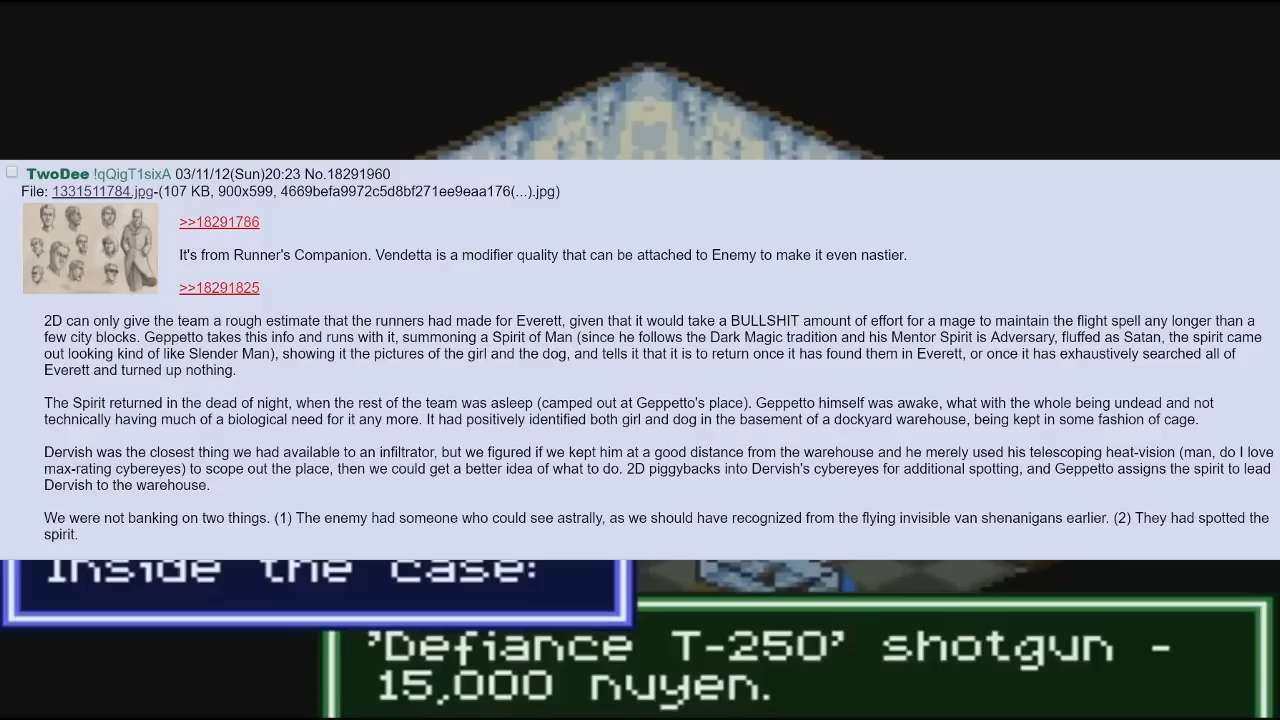 TwoDee !qQigT1sixA 03/11/12(Sun)20:23 No.18291960
File: 1331511784.jpg-(107 KB, 900x599, 4669befa9972c5d8bf271ee9eaa176(...).jpg)
>>18291786
It's from Runner's Companion. Vendetta is a modifier quality that can be attached to Enemy to make it even nastier.
>>18291825
2D can only give the team a rough estimate that the runners had made for Everett, given that it would take a BULLSHIT amount of effort for a mage to maintain the flight spell any longer than a
few city blocks. Geppetto takes this info and runs with it, summoning a Spirit of Man (since he follows the Dark Magic tradition and his Mentor Spirit is Adversary, fluffed as Satan, the spirit came
out looking kind of like Slender Man), showing it the pictures of the girl and the dog, and tells it that it is to return once it has found them in Everett, or once it has exhaustively searched all of
Everett and turned up nothing.
The Spirit returned in the dead of night, when the rest of the team was asleep (camped out at Geppetto's place). Geppetto himself was awake, what with the whole being undead and not
technically having much of a biological need for it any more. It had positively identified both girl and dog in the basement of a dockyard warehouse, being kept in some fashion of cage.
Dervish was the closest thing we had available to an infiltrator, but we figured if we kept him at a good distance from the warehouse and he merely used his telescoping heat-vision (man, do I love
max-rating cybereyes) to scope out the place, then we could get a better idea of what to do. 2D piggybacks into Dervish's cybereyes for additional spotting, and Geppetto assigns the spirit to lead
Dervish to the warehouse.
We were not banking on two things. (1) The enemy had someone who could see astrally, as we should have recognized from the flying invisible van shenanigans earlier. (2) They had spotted the
spirit.
Inside the case:
'Defiance T-250' shotgun -
15,000 nuyen.